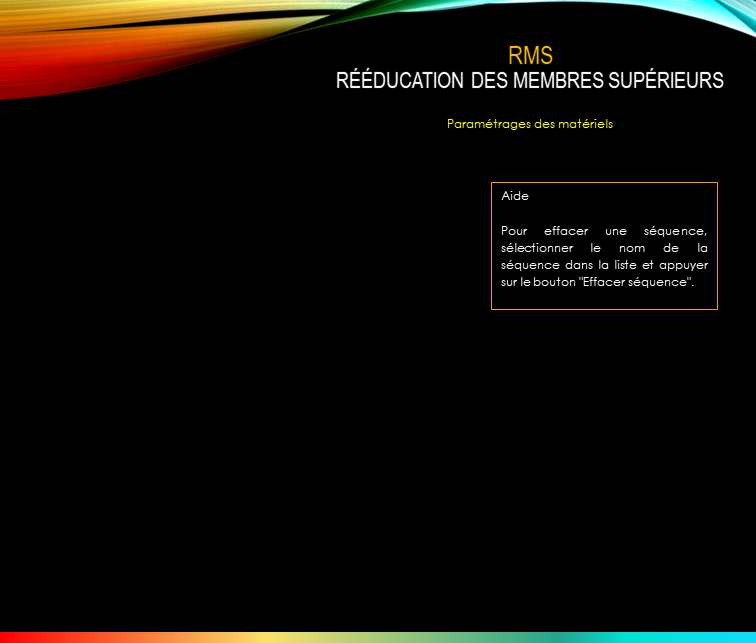 RMS
RÉÉDUCATION DES MEMBRES SUPÉRIEURS
Paramétrages des matériels
Aide
Pour effacer une séquence,
sélectionner le nom de la
séquence dans la liste et appuyer
sur le bouton "Effacer séquence".